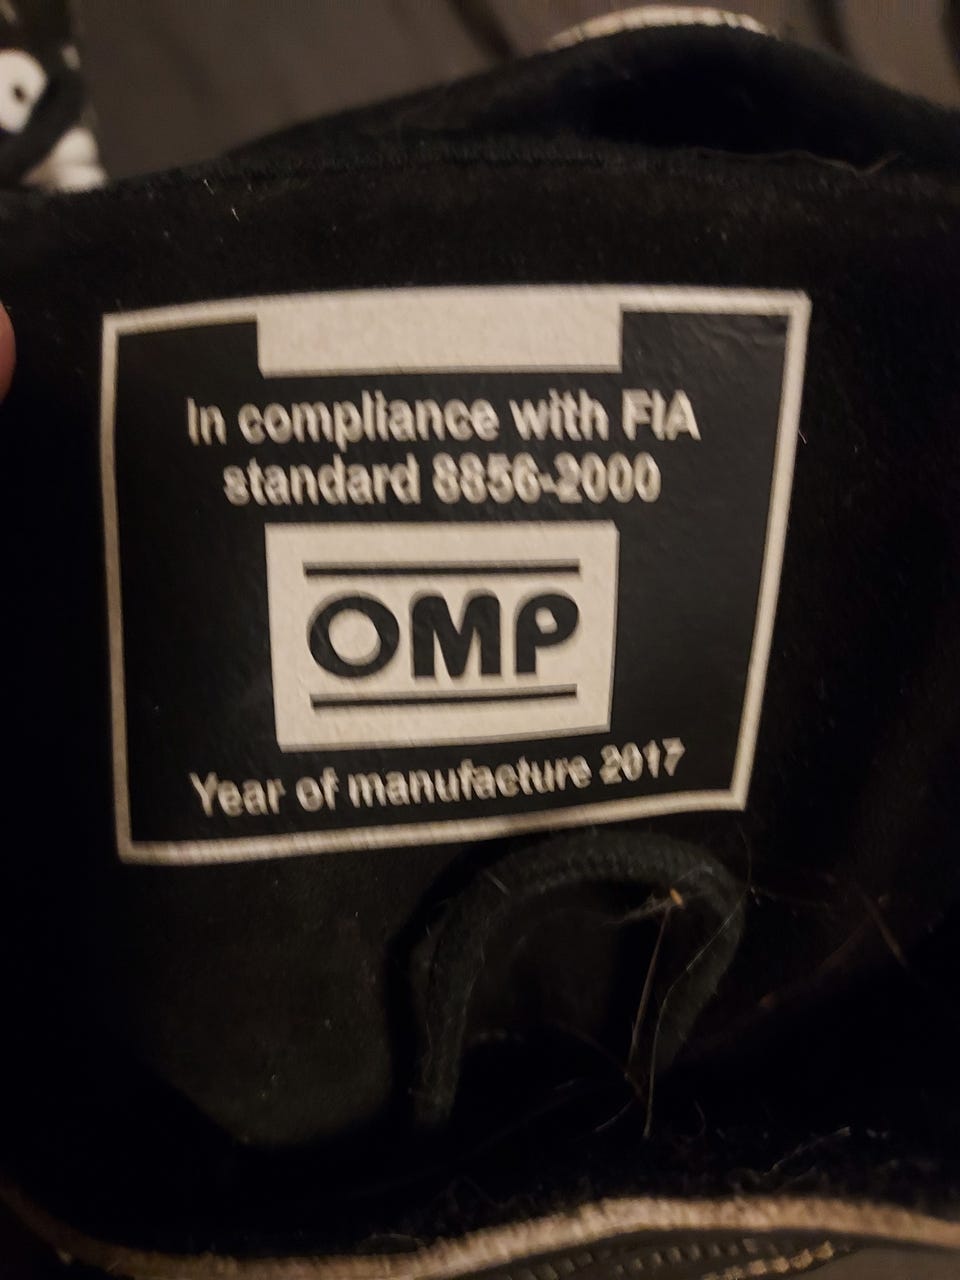 In compliance with FIA
standard 8856-2000
OMP
Year of manufacture 2017